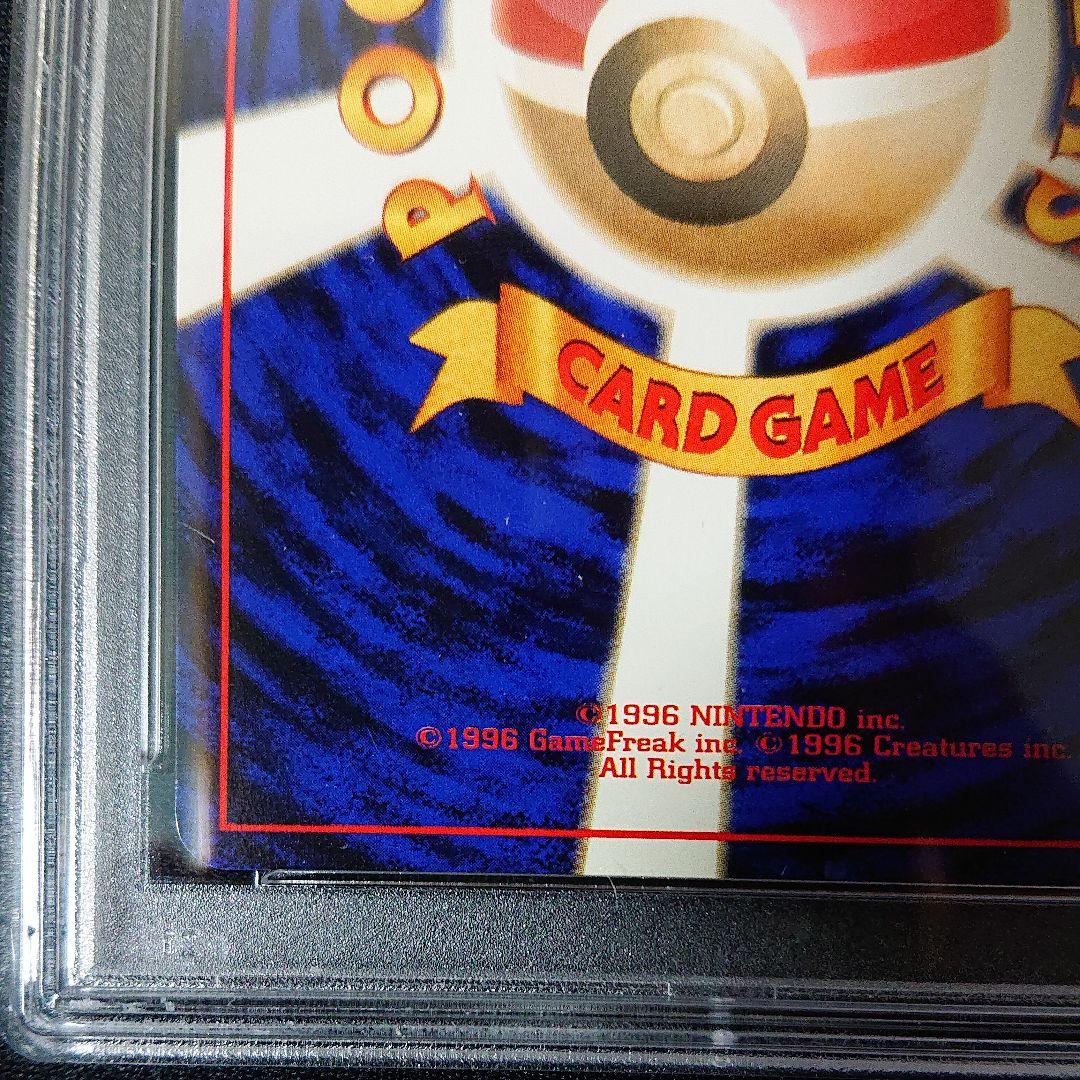 CARD GAME
©1996 NINTENDO inc.
©1996 GameFreak inc. ©1996 Creatures inc.
All Rights reserved.